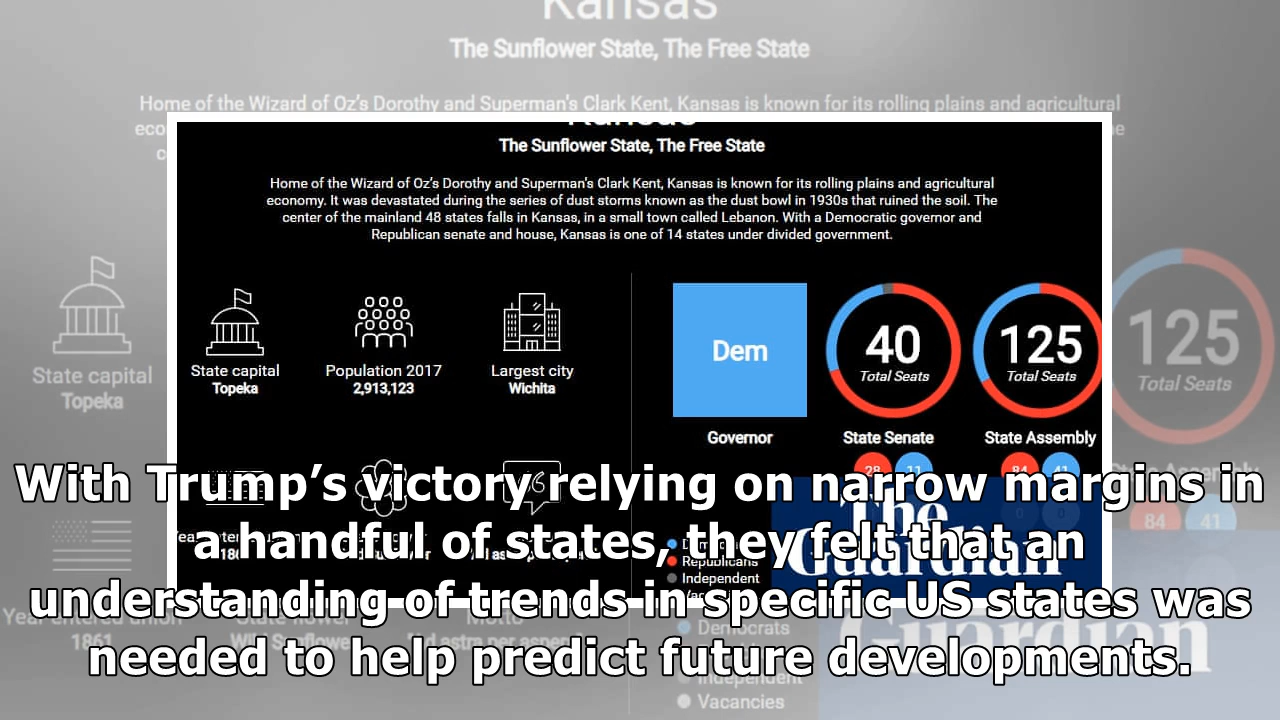 Kansas
The Sunflower State, The Free State
Home of the Wizard of Oz's Dorothy and Superman's Clark Kent, Kansas is known for its rolling plains and agricultural
The Sunflower State, The Free State
Home of the Wizard of Oz's Dorothy and Superman's Clark Kent, Kansas is known for its rolling plains and agricultural
economy. It was devastated during the series of dust storms known as the dust bowl in 1930s that ruined the soil. The
center of the mainland 48 states falls in Kansas, in a small town called Lebanon. With a Democratic governor and
Republican senate and house, Kansas is one of 14 states under divided government.
State capital
Topeka
State capital
Topeka
Population 2017
2,913,123
Largest city
Wichita
Dem
Governor
40
Total Seats
State Senate
28 11
125
Total Seats
State Assembly
84 41
125
Total Seats
State Assembly
84 41
With Trump’s victory relying on narrow margins in
a handful of states, they felt that an
understanding of trends in specific US states was
needed to help predict future developments.
The
Guardian
Republicans
Independent
Year entered union
1861
Motto
Democrats
Independent
Vacancies
Guardian